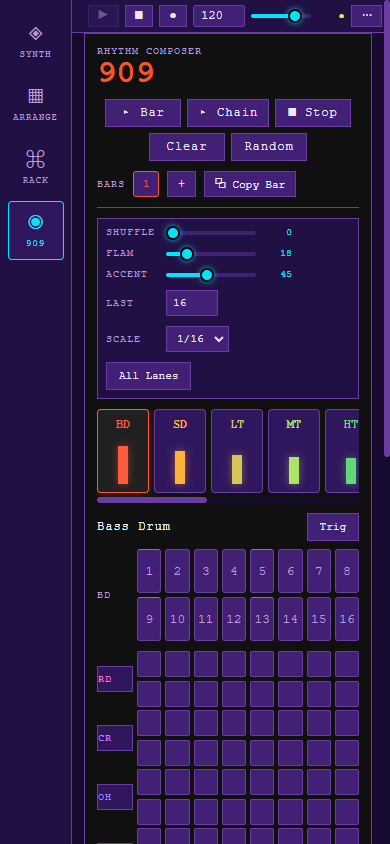 120
...
SYNTH
ARRANGE
RACK
909
RHYTHM COMPOSER
909
Bar
Chain
Stop
Clear
Random
BARS 1 + Copy Bar
SHUFFLE 0
FLAM 18
ACCENT 45
LAST 16
SCALE 1/16
All Lanes
BD SD LT MT HT
Bass Drum Trig
BD
1 2 3 4 5 6 7 8
9 10 11 12 13 14 15 16
RD
CR
OH